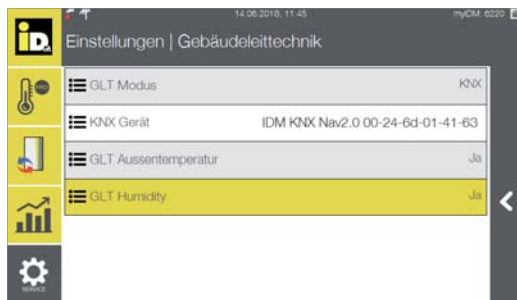 iD
14.06.2018, 11:45
myIDM: 6220
Einstellungen | Gebäudeleittechnik
GLT Modus KNX
KNX Gerät IDM KNX Nav2.0 00-24-6d-01-41-63
GLT Aussentemperatur Ja
GLT Humidity Ja
SERVICE